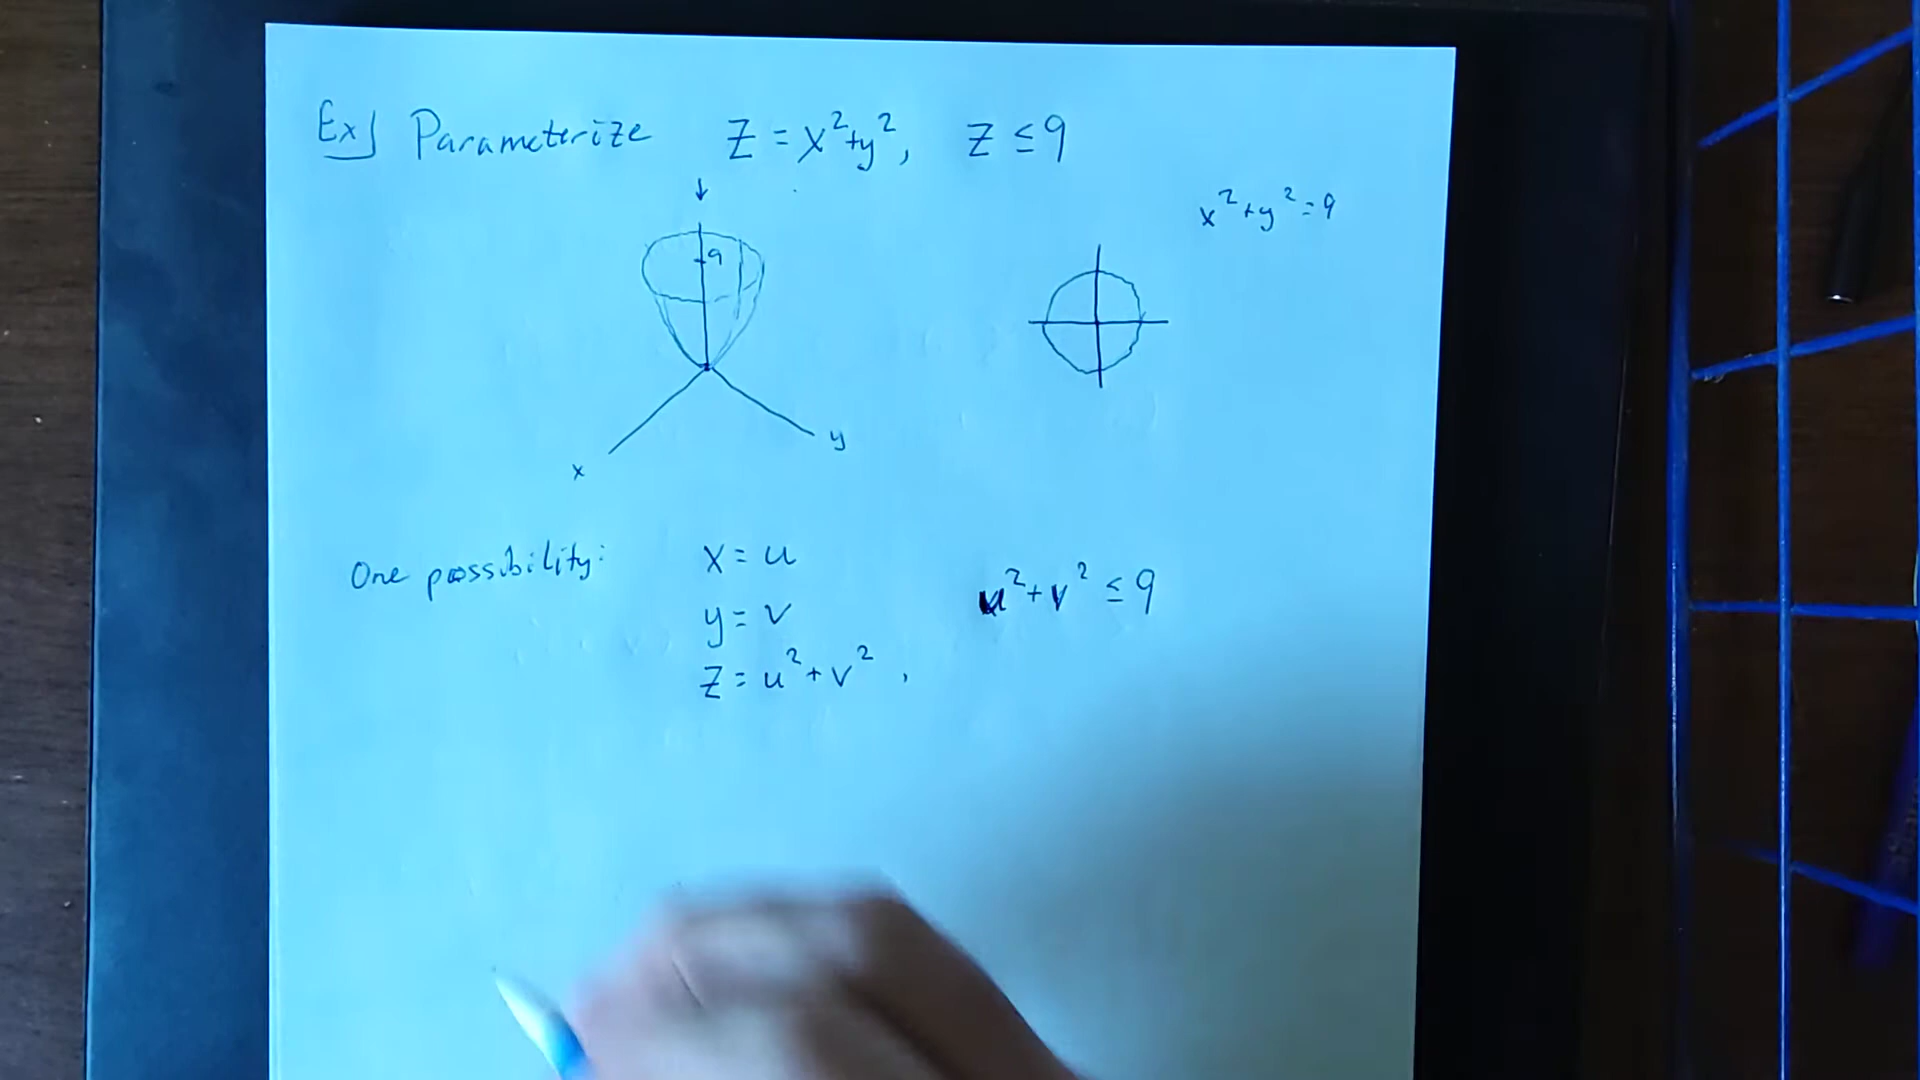 Ex] Parameterize z = x²+y², z ≤ 9
x²+y²=9
9
y
x
One possibility: x = u
y = v
z = u²+v² ,
u²+v² ≤ 9